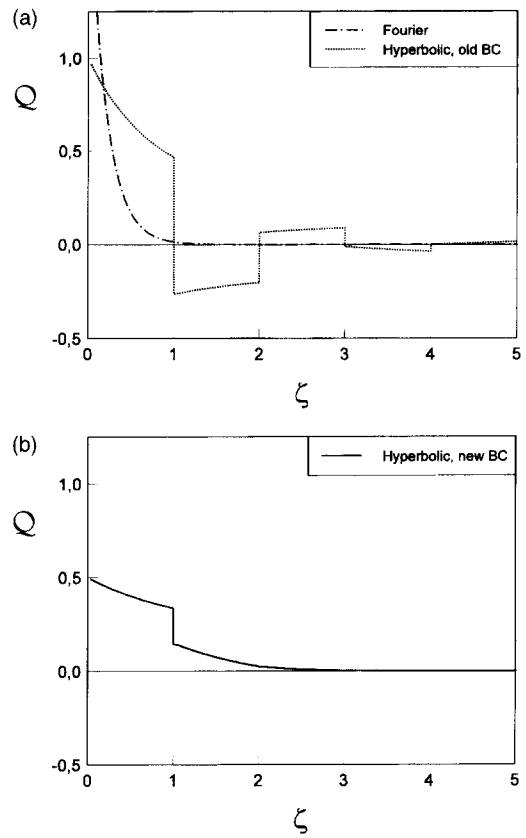 (a)
Fourier
Hyperbolic, old BC
1,0
0,5
0,0
-0,5
Q
0 1 2 3 4 5
ζ
(b)
Hyperbolic, new BC
1,0
0,5
0,0
-0,5
Q
0 1 2 3 4 5
ζ